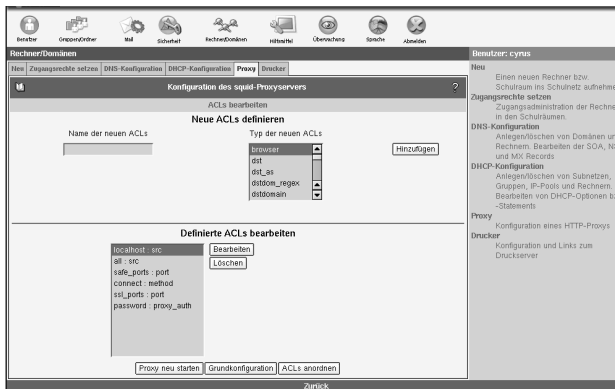 Benutzer Gruppen/Ordner Mail Sicherheit Rechner/Domänen Hilfsmittel Überwachung Sprache Abmelden
Rechner/Domänen
Benutzer: cyrus
Neu Zugangsrechte setzen DNS-Konfiguration DHCP-Konfiguration Proxy Drucker
Konfiguration des squid-Proxyservers ?
ACLs bearbeiten
Neue ACLs definieren
Name der neuen ACLs
Typ der neuen ACLs
browser
dst
dst_as
dstdom_regex
dstdomain
Hinzufügen
Definierte ACLs bearbeiten
localhost : src
all : src
safe_ports : port
connect : method
ssl_ports : port
password : proxy_auth
Bearbeiten
Löschen
Proxy neu starten Grundkonfiguration ACLs anordnen
Neu
Einen neuen Rechner bzw.
Schulraum ins Schulnetz aufnehme
Zugangsrechte setzen
Zugangsadministration der Rechne
in den Schulräumen.
DNS-Konfiguration
Anlegen/löschen von Domänen un
Rechnern. Bearbeiten der SOA, N
und MX Records
DHCP-Konfiguration
Anlegen/löschen von Subnetzen,
Gruppen, IP-Pools und Rechnern.
Bearbeiten von DHCP-Optionen b
-Statements
Proxy
Konfiguration eines HTTP-Proxys
Drucker
Konfiguration und Links zum
Druckserver
Zurück